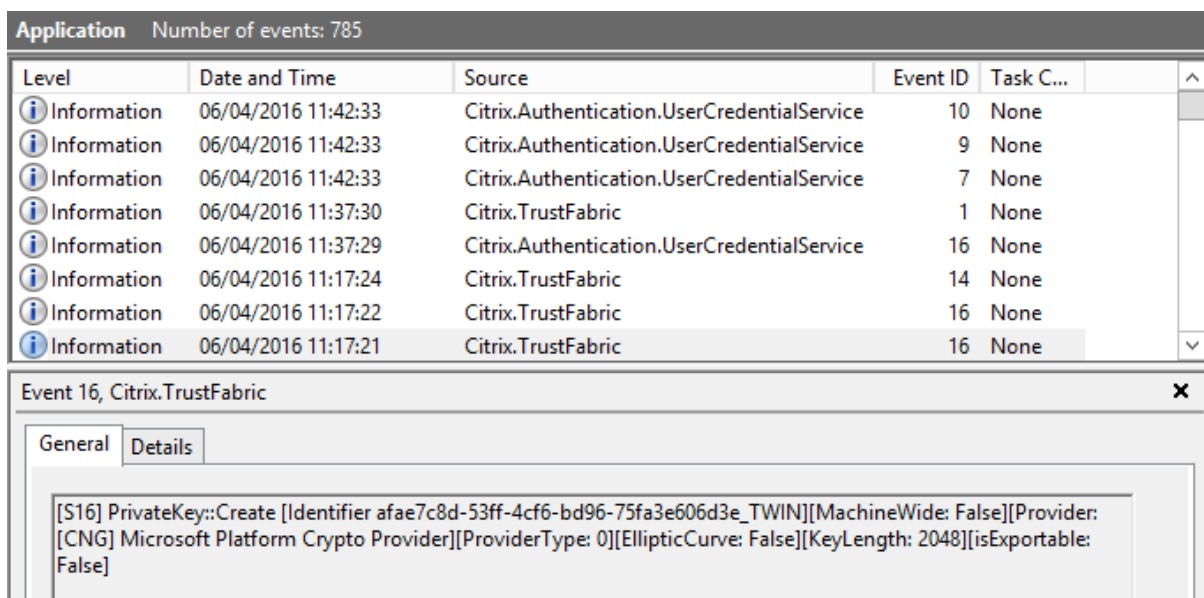 Application Number of events: 785
Level Date and Time Source Event ID Task C...
Information 06/04/2016 11:42:33 Citrix.Authentication.UserCredentialService 10 None
Information 06/04/2016 11:42:33 Citrix.Authentication.UserCredentialService 9 None
Information 06/04/2016 11:42:33 Citrix.Authentication.UserCredentialService 7 None
Information 06/04/2016 11:37:30 Citrix.TrustFabric 1 None
Information 06/04/2016 11:37:29 Citrix.Authentication.UserCredentialService 16 None
Information 06/04/2016 11:17:24 Citrix.TrustFabric 14 None
Information 06/04/2016 11:17:22 Citrix.TrustFabric 16 None
Information 06/04/2016 11:17:21 Citrix.TrustFabric 16 None
Event 16, Citrix.TrustFabric
General Details
[S16] PrivateKey::Create [Identifier afae7c8d-53ff-4cf6-bd96-75fa3e606d3e_TWIN][MachineWide: False][Provider:
[CNG] Microsoft Platform Crypto Provider][ProviderType: 0][EllipticCurve: False][KeyLength: 2048][isExportable:
False]